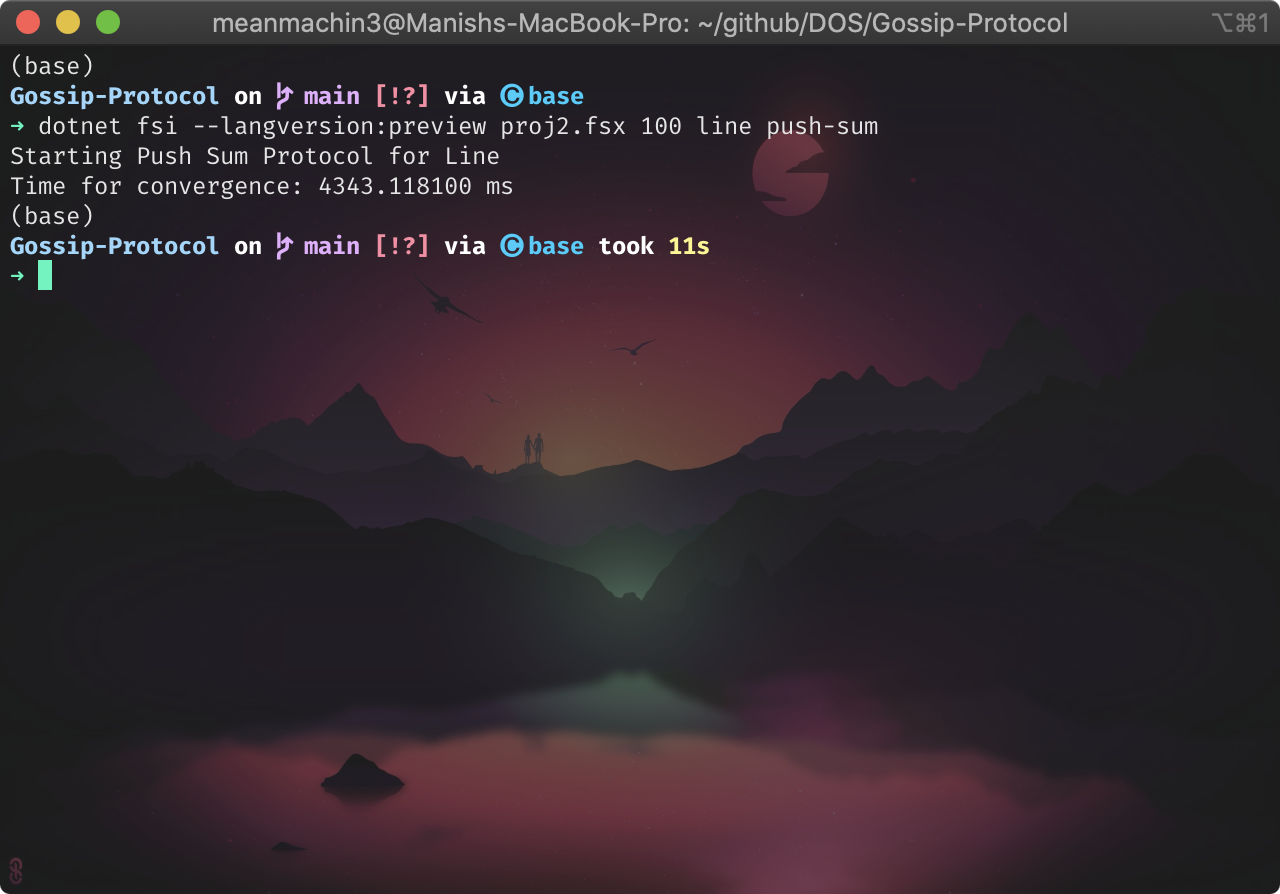 meanmachin3@Manishs-MacBook-Pro: ~/github/DOS/Gossip-Protocol ⌥⌘1
(base)
Gossip-Protocol on main [!?] via ©base
➜ dotnet fsi --langversion:preview proj2.fsx 100 line push-sum
Starting Push Sum Protocol for Line
Time for convergence: 4343.118100 ms
(base)
Gossip-Protocol on main [!?] via ©base took 11s
➜